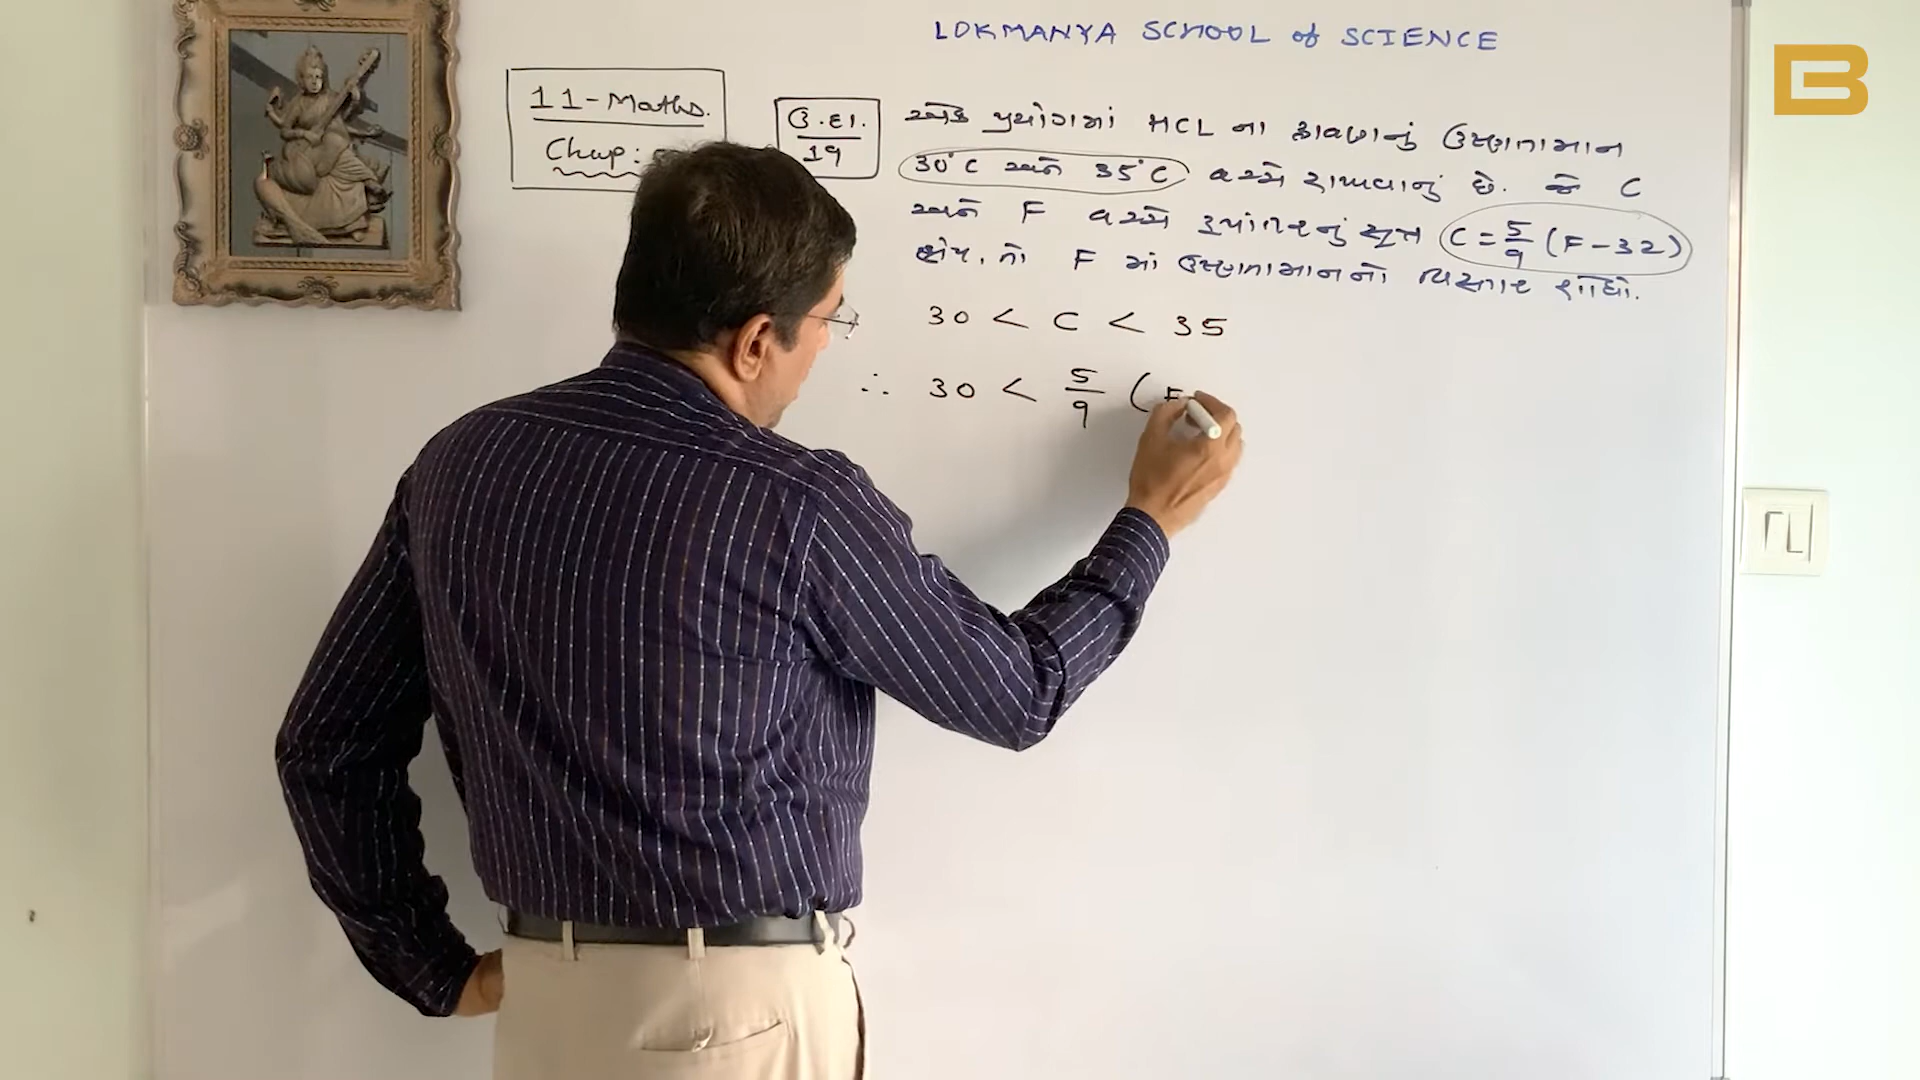 LOKMANYA SCHOOL of SCIENCE
11-Maths.
Chap:
ઉ.દા.
19
એક પ્રયોગમાં HCL ના દ્રાવણનું ઉષ્ણતામાન
30°C અને 35°C વચ્ચે રાખવાનું છે. જો C
અને F વચ્ચે રૂપાંતરનું સૂત્ર C = 5/9 (F - 32)
હોય, તો F માં ઉષ્ણતામાનનો વિસ્તાર શોધો.
30 < C < 35
∴ 30 < 5/9 (F